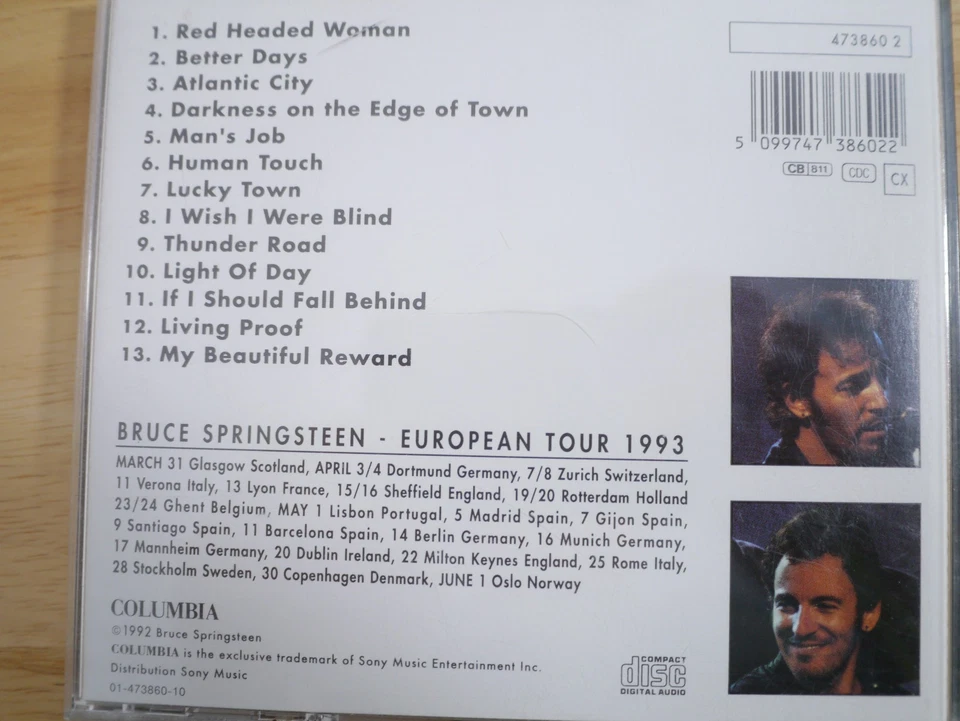 1. Red Headed Woman
2. Better Days
3. Atlantic City
4. Darkness on the Edge of Town
5. Man's Job
6. Human Touch
7. Lucky Town
8. I Wish I Were Blind
9. Thunder Road
10. Light Of Day
11. If I Should Fall Behind
12. Living Proof
13. My Beautiful Reward
473860 2
5 099747 386022
CB 811 CDC CX
BRUCE SPRINGSTEEN - EUROPEAN TOUR 1993
MARCH 31 Glasgow Scotland, APRIL 3/4 Dortmund Germany, 7/8 Zurich Switzerland,
11 Verona Italy, 13 Lyon France, 15/16 Sheffield England, 19/20 Rotterdam Holland
23/24 Ghent Belgium, MAY 1 Lisbon Portugal, 5 Madrid Spain, 7 Gijon Spain,
9 Santiago Spain, 11 Barcelona Spain, 14 Berlin Germany, 16 Munich Germany,
17 Mannheim Germany, 20 Dublin Ireland, 22 Milton Keynes England, 25 Rome Italy,
28 Stockholm Sweden, 30 Copenhagen Denmark, JUNE 1 Oslo Norway
COLUMBIA
©1992 Bruce Springsteen
COLUMBIA is the exclusive trademark of Sony Music Entertainment Inc.
Distribution Sony Music
01-473860-10
COMPACT
disc
DIGITAL AUDIO